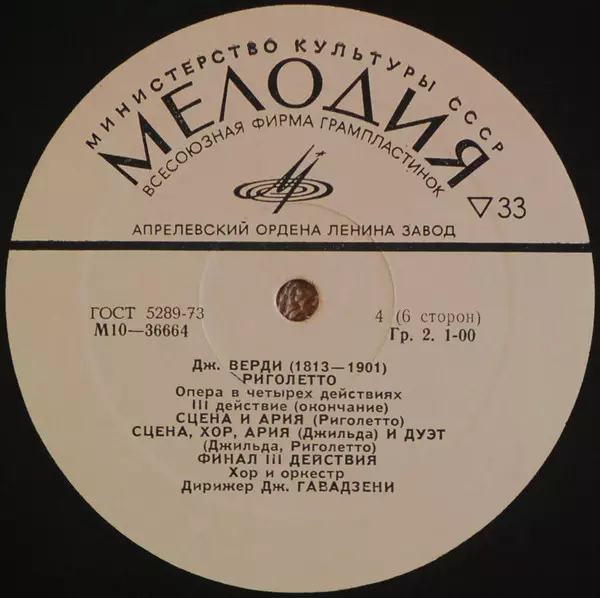 МИНИСТЕРСТВО КУЛЬТУРЫ СССР
МЕЛОДИЯ
ВСЕСОЮЗНАЯ ФИРМА ГРАМПЛАСТИНОК
▽33
АПРЕЛЕВСКИЙ ОРДЕНА ЛЕНИНА ЗАВОД
ГОСТ 5289-73
4 (6 сторон)
М10—36664
Гр. 2. 1-00
Дж. ВЕРДИ (1813—1901)
РИГОЛЕТТО
Опера в четырех действиях
III действие (окончание)
СЦЕНА И АРИЯ (Риголетто)
СЦЕНА, ХОР, АРИЯ (Джильда) И ДУЭТ
(Джильда, Риголетто)
ФИНАЛ III ДЕЙСТВИЯ
Хор и оркестр
Дирижер Дж. ГАВАДЗЕНИ